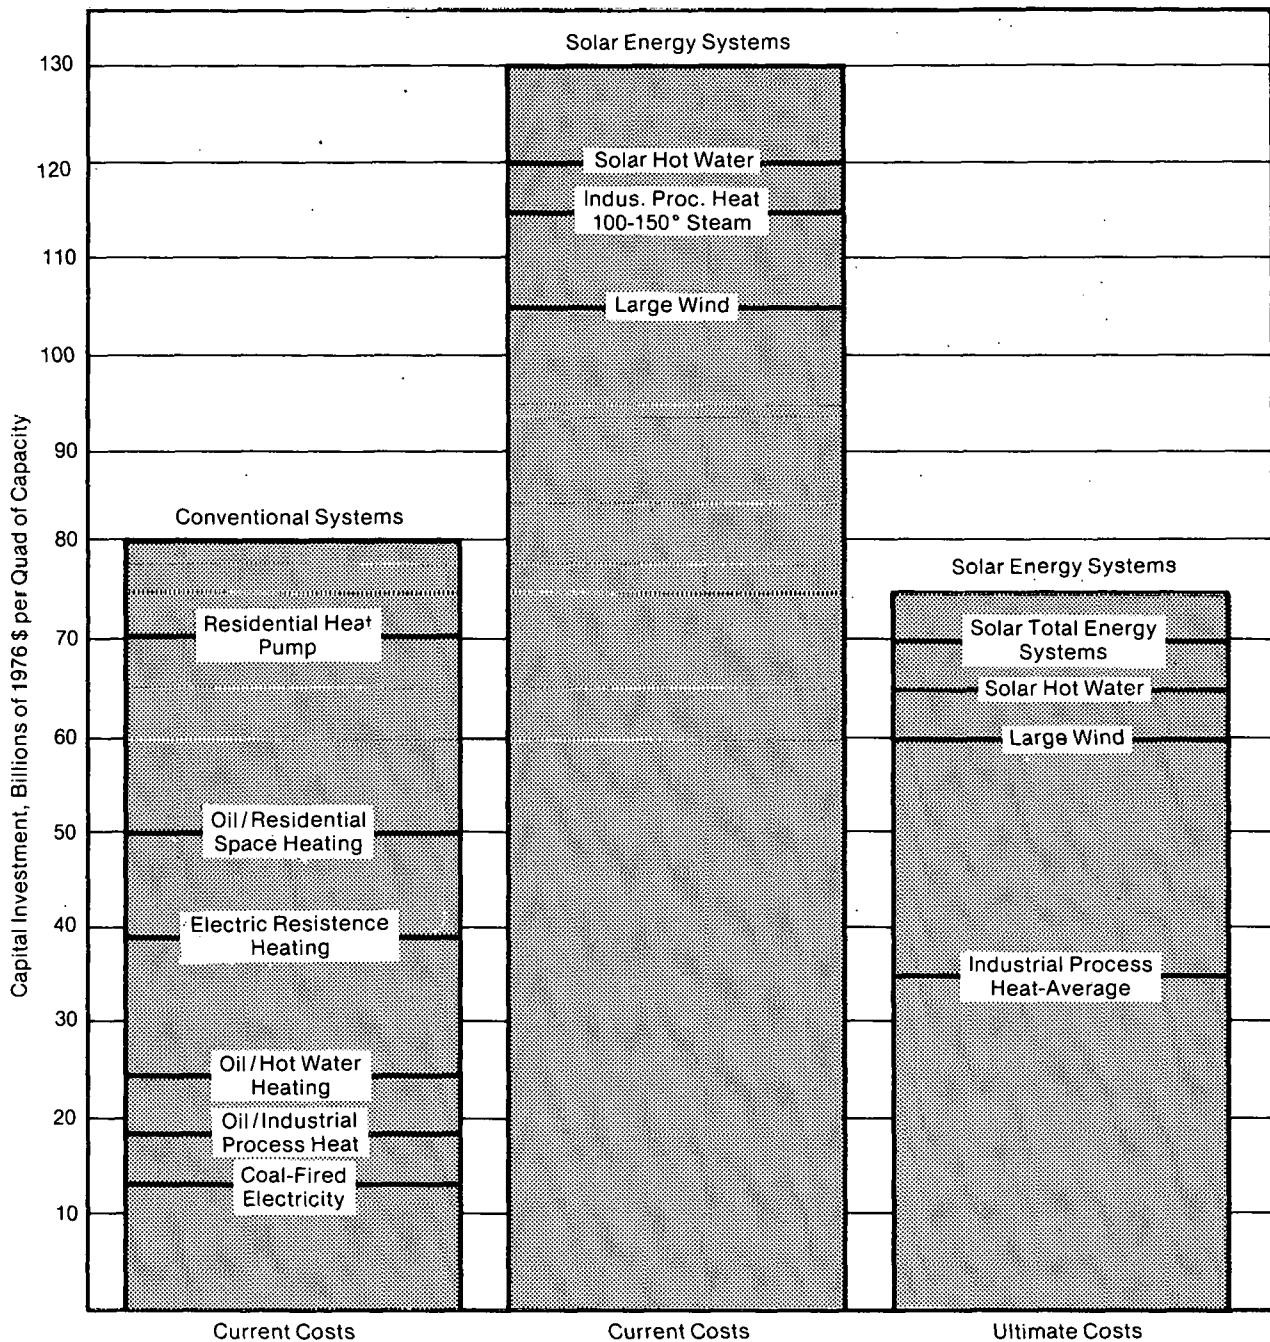 Capital Investment, Billions of 1976 $ per Quad of Capacity
130
120
110
100
90
80
70
60
50
40
30
20
10
Conventional Systems
Residential Heat
Pump
Oil/Residential
Space Heating
Electric Resistence
Heating
Oil/Hot Water
Heating
Oil/Industrial
Process Heat
Coal-Fired
Electricity
Current Costs
Solar Energy Systems
Solar Hot Water
Indus. Proc. Heat
100-150° Steam
Large Wind
Current Costs
Solar Energy Systems
Solar Total Energy
Systems
Solar Hot Water
Large Wind
Industrial Process
Heat-Average
Ultimate Costs